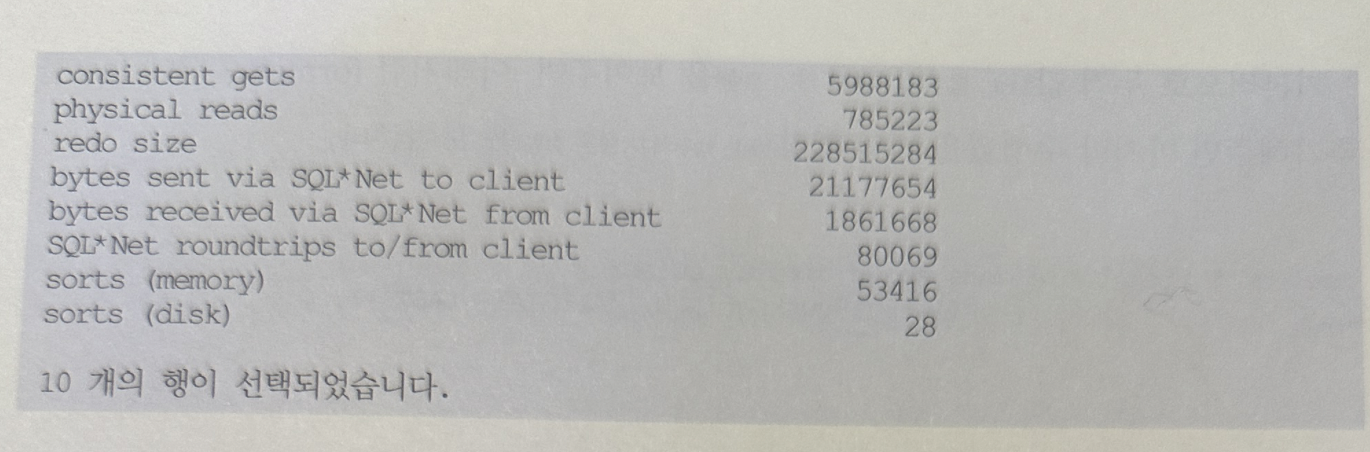 consistent gets 5988183
physical reads 785223
redo size 228515284
bytes sent via SQL*Net to client 21177654
bytes received via SQL*Net from client 1861668
SQL*Net roundtrips to/from client 80069
sorts (memory) 53416
sorts (disk) 28
10 개의 행이 선택되었습니다.